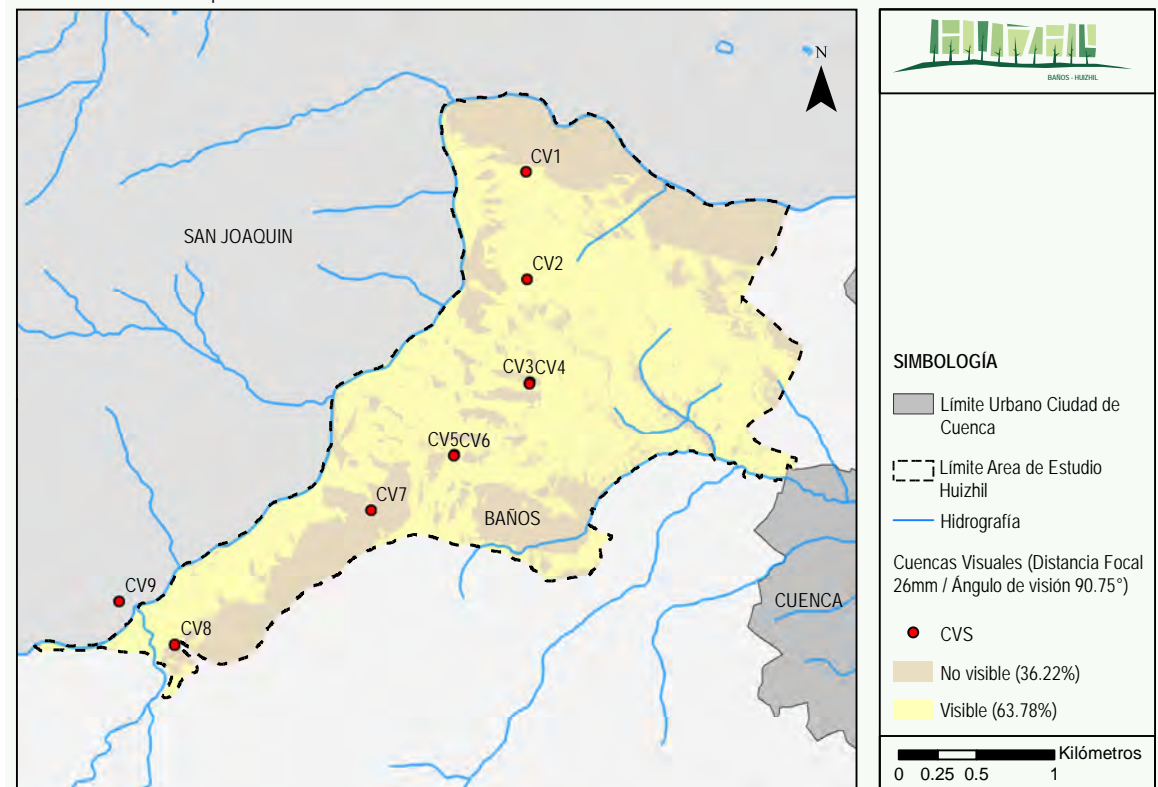 N
CV1
SAN JOAQUIN
CV2
CV3CV4
CV5CV6
CV7
BAÑOS
CV9
CUENCA
CV8
HUIZHIL
BAÑOS - HUIZHIL
SIMBOLOGÍA
Límite Urbano Ciudad de
Cuenca
Límite Area de Estudio
Huizhil
Hidrografía
Cuencas Visuales (Distancia Focal
26mm / Ángulo de visión 90.75°)
CVS
No visible (36.22%)
Visible (63.78%)
Kilómetros
0 0.25 0.5 1